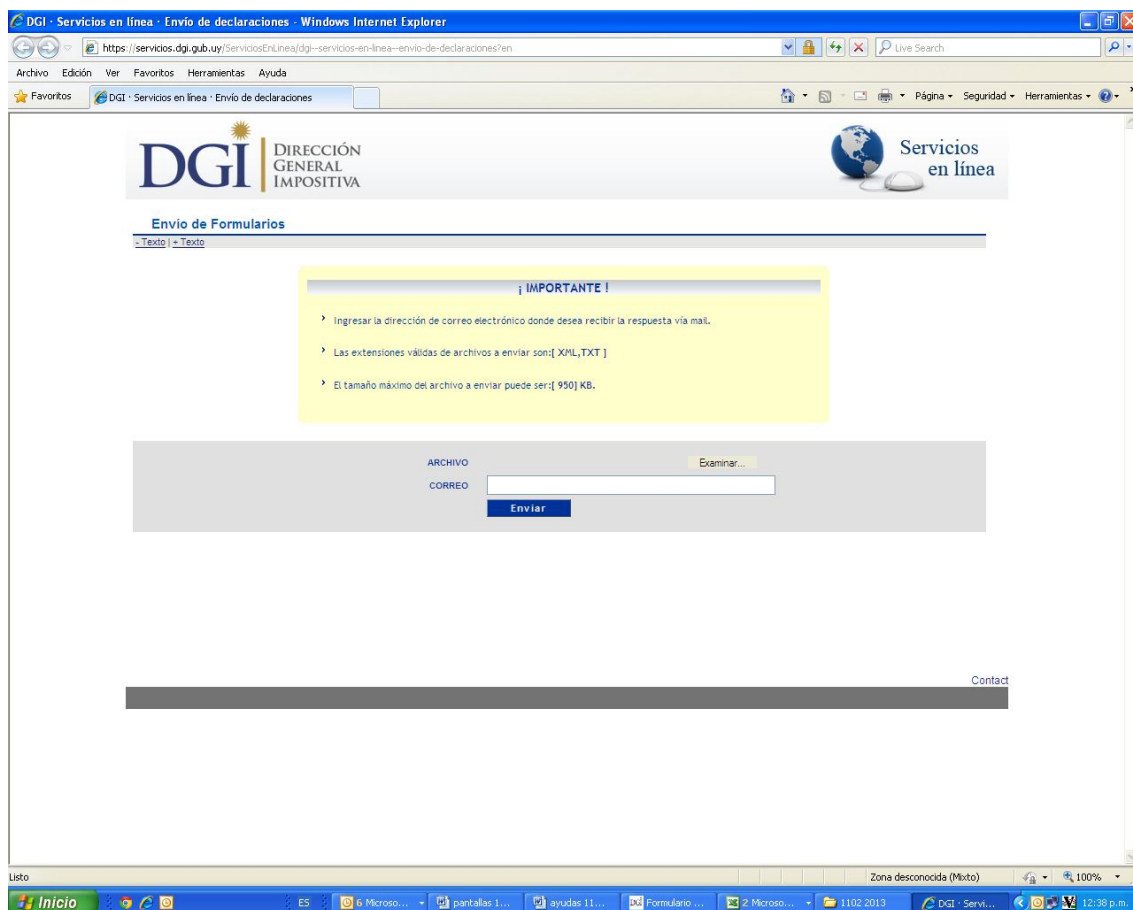 DGI · Servicios en línea · Envío de declaraciones - Windows Internet Explorer
https://servicios.dgi.gub.uy/ServiciosEnLinea/dgi--servicios-en-linea--envio-de-declaraciones?en
Live Search
Archivo Edición Ver Favoritos Herramientas Ayuda
Favoritos DGI · Servicios en línea · Envío de declaraciones Página Seguridad Herramientas
DGI DIRECCIÓN
GENERAL
IMPOSITIVA
Servicios
en línea
Envio de Formularios
- Texto | + Texto
¡ IMPORTANTE !
Ingresar la dirección de correo electrónico donde desea recibir la respuesta vía mail.
Las extensiones válidas de archivos a enviar son:[ XML,TXT ]
El tamaño máximo del archivo a enviar puede ser:[ 950] KB.
ARCHIVO Examinar...
CORREO
Enviar
Contact
Listo Zona desconocida (Mixto) 100%
Inicio ES 6 Microso... pantallas 1... ayudas 11... Formulario ... 2 Microso... 1102 2013 DGI · Servi... 12:38 p.m.